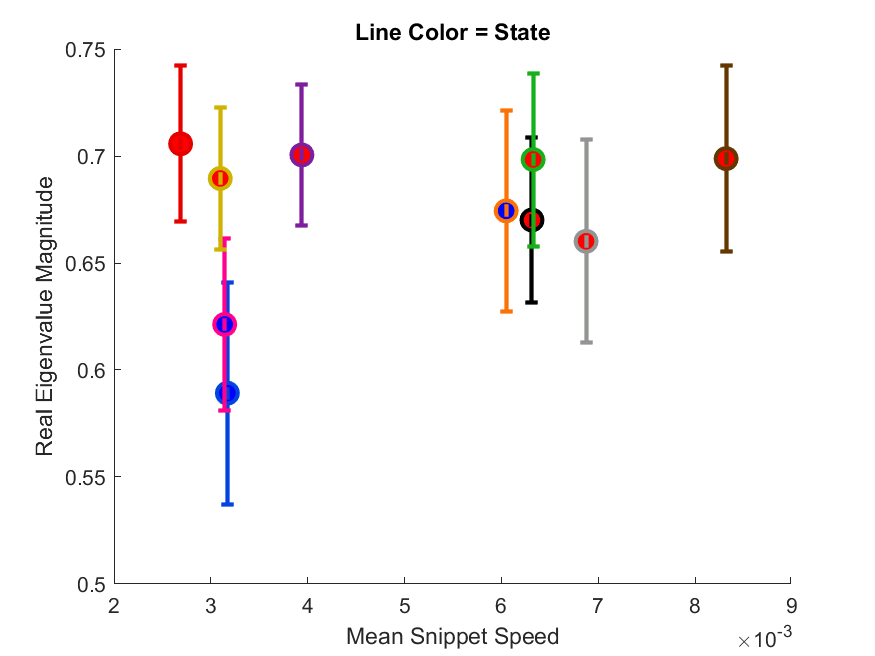 Line Color = State
0.75
0.7
0.65
0.6
0.55
0.5
Real Eigenvalue Magnitude
2 3 4 5 6 7 8 9
Mean Snippet Speed
×10-3